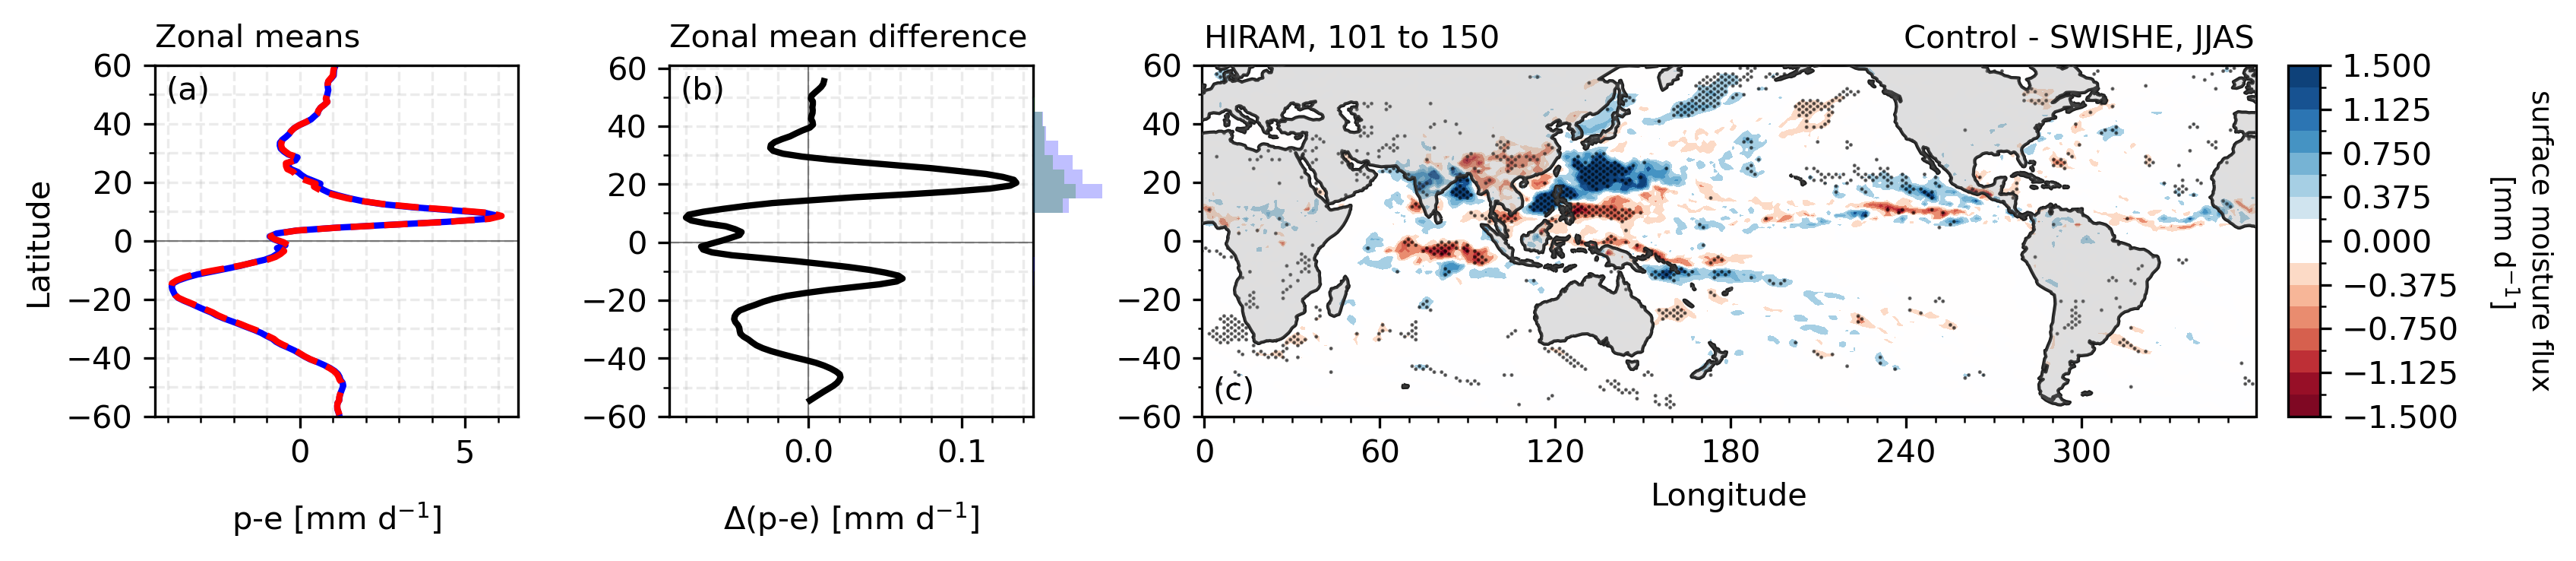 Zonal means
(a)
60
40
20
0
−20
−40
−60
Latitude
0 5
p-e [mm d⁻¹]
Zonal mean difference
(b)
60
40
20
0
−20
−40
−60
0.0 0.1
Δ(p-e) [mm d⁻¹]
HIRAM, 101 to 150 Control - SWISHE, JJAS
60
40
20
0
−20
−40
−60
(c)
0 60 120 180 240 300
Longitude
1.500
1.125
0.750
0.375
0.000
−0.375
−0.750
−1.125
−1.500
surface moisture flux
[mm d⁻¹]